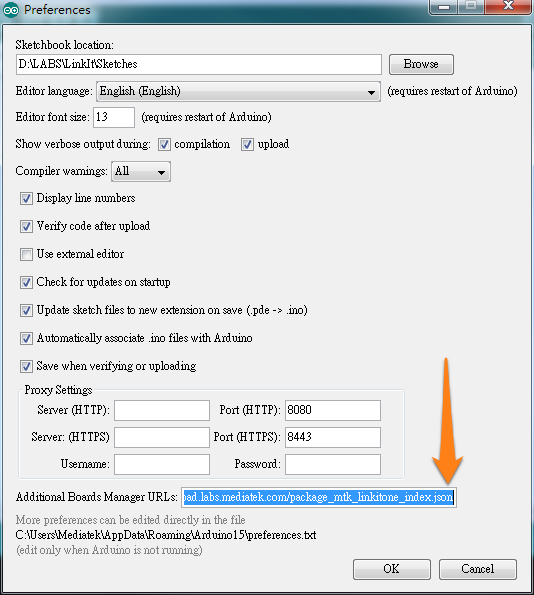 Preferences
Sketchbook location:
D:\LABS\LinkIt\Sketches Browse
Editor language: English (English) (requires restart of Arduino)
Editor font size: 13 (requires restart of Arduino)
Show verbose output during: compilation upload
Compiler warnings: All
Display line numbers
Verify code after upload
Use external editor
Check for updates on startup
Update sketch files to new extension on save (.pde -> .ino)
Automatically associate .ino files with Arduino
Save when verifying or uploading
Proxy Settings
Server (HTTP): Port (HTTP): 8080
Server: (HTTPS) Port (HTTPS): 8443
Username: Password:
Additional Boards Manager URLs: oad.labs.mediatek.com/package_mtk_linkitone_index.json
More preferences can be edited directly in the file
C:\Users\Mediatek\AppData\Roaming\Arduino15\preferences.txt
(edit only when Arduino is not running)
OK Cancel